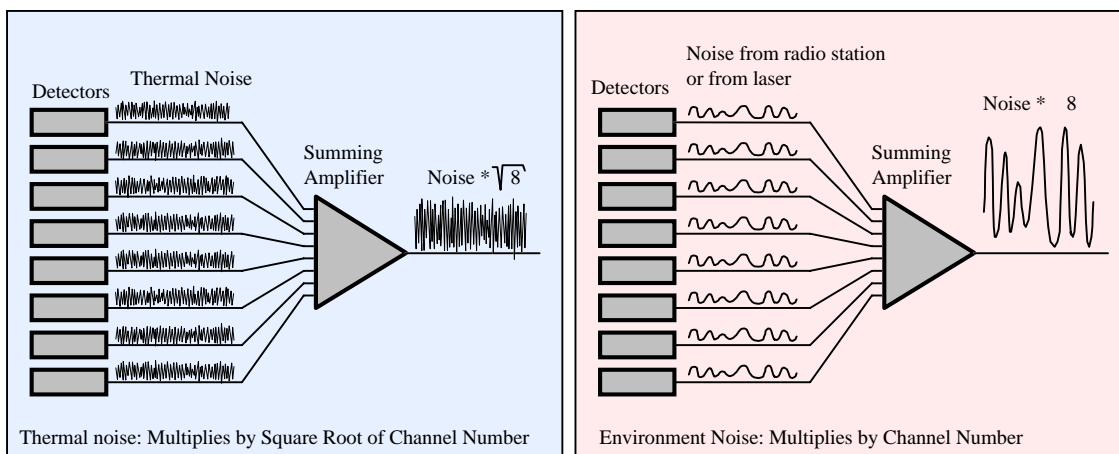 Detectors
Thermal Noise
Summing
Amplifier
Noise * √8
Thermal noise: Multiplies by Square Root of Channel Number
Noise from radio station
or from laser
Detectors
Noise * 8
Summing
Amplifier
Environment Noise: Multiplies by Channel Number